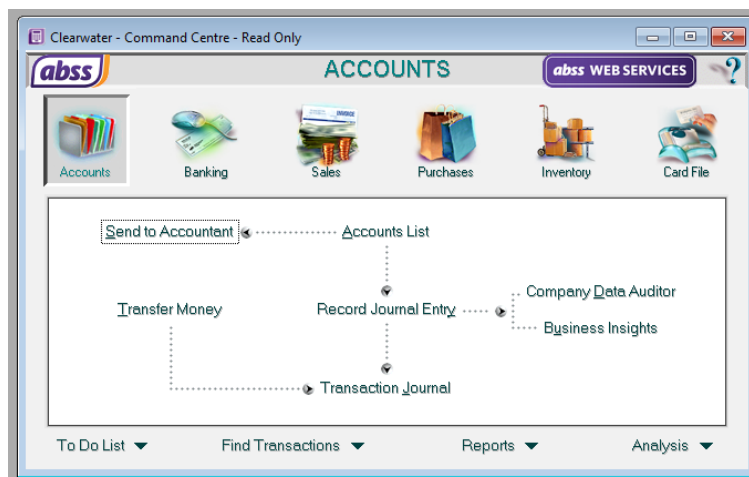 Clearwater - Command Centre - Read Only
abss
ACCOUNTS
abss WEB SERVICES
?
INVOICE
Accounts
Banking
Sales
Purchases
Inventory
Card File
Send to Accountant
Accounts List
Company Data Auditor
Transfer Money
Record Journal Entry
Business Insights
Transaction Journal
To Do List
Find Transactions
Reports
Analysis